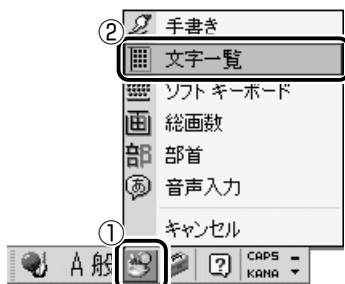 ② 手書き
文字一覧
ソフト キーボード
総画数
部首
音声入力
キャンセル
①
A 般 CAPS
KANA